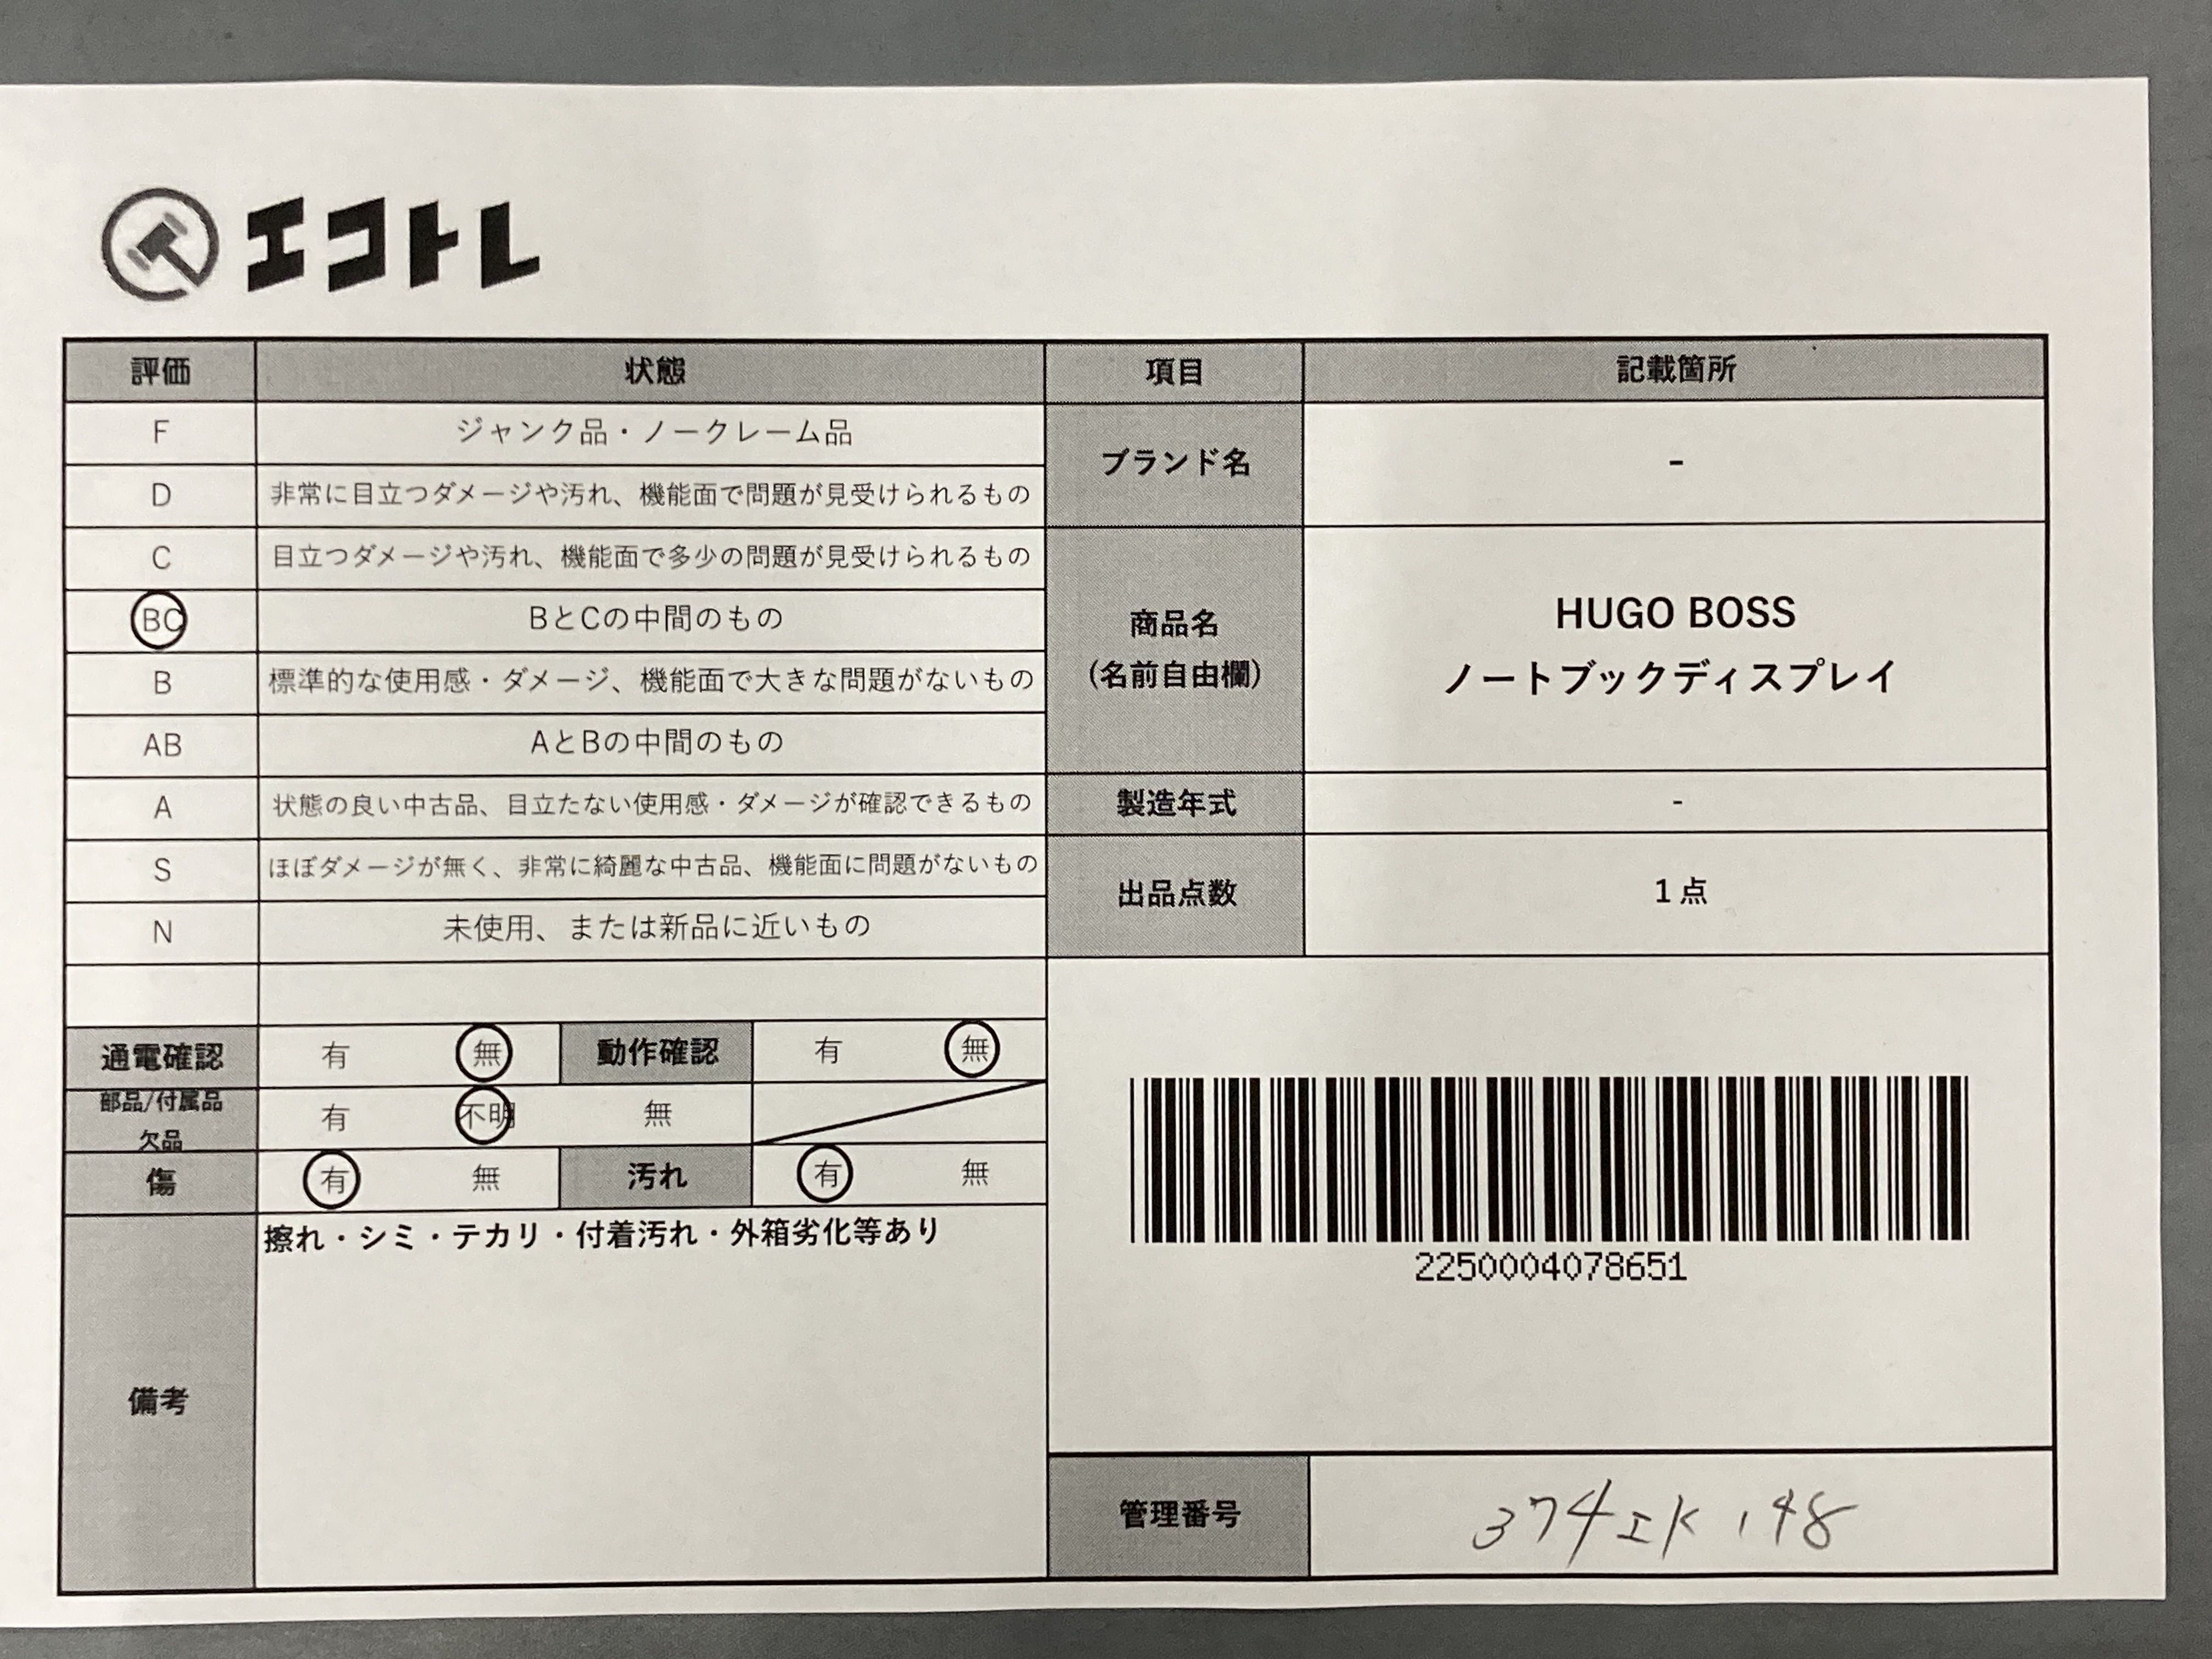 エコトレ
評価 状態
F ジャンク品・ノークレーム品
D 非常に目立つダメージや汚れ、機能面で問題が見受けられるもの
C 目立つダメージや汚れ、機能面で多少の問題が見受けられるもの
BC BとCの中間のもの
B 標準的な使用感・ダメージ、機能面で大きな問題がないもの
AB AとBの中間のもの
A 状態の良い中古品、目立たない使用感・ダメージが確認できるもの
S ほぼダメージが無く、非常に綺麗な中古品、機能面に問題がないもの
N 未使用、または新品に近いもの
通電確認 有 無 動作確認 有 無
部品/付属品
欠品 有 不明 無
傷 有 無 汚れ 有 無
備考 擦れ・シミ・テカリ・付着汚れ・外箱劣化等あり
項目 記載箇所
ブランド名 -
商品名
(名前自由欄)
HUGO BOSS
ノートブックディスプレイ
製造年式 -
出品点数 1点
2250004078651
管理番号 374IK148